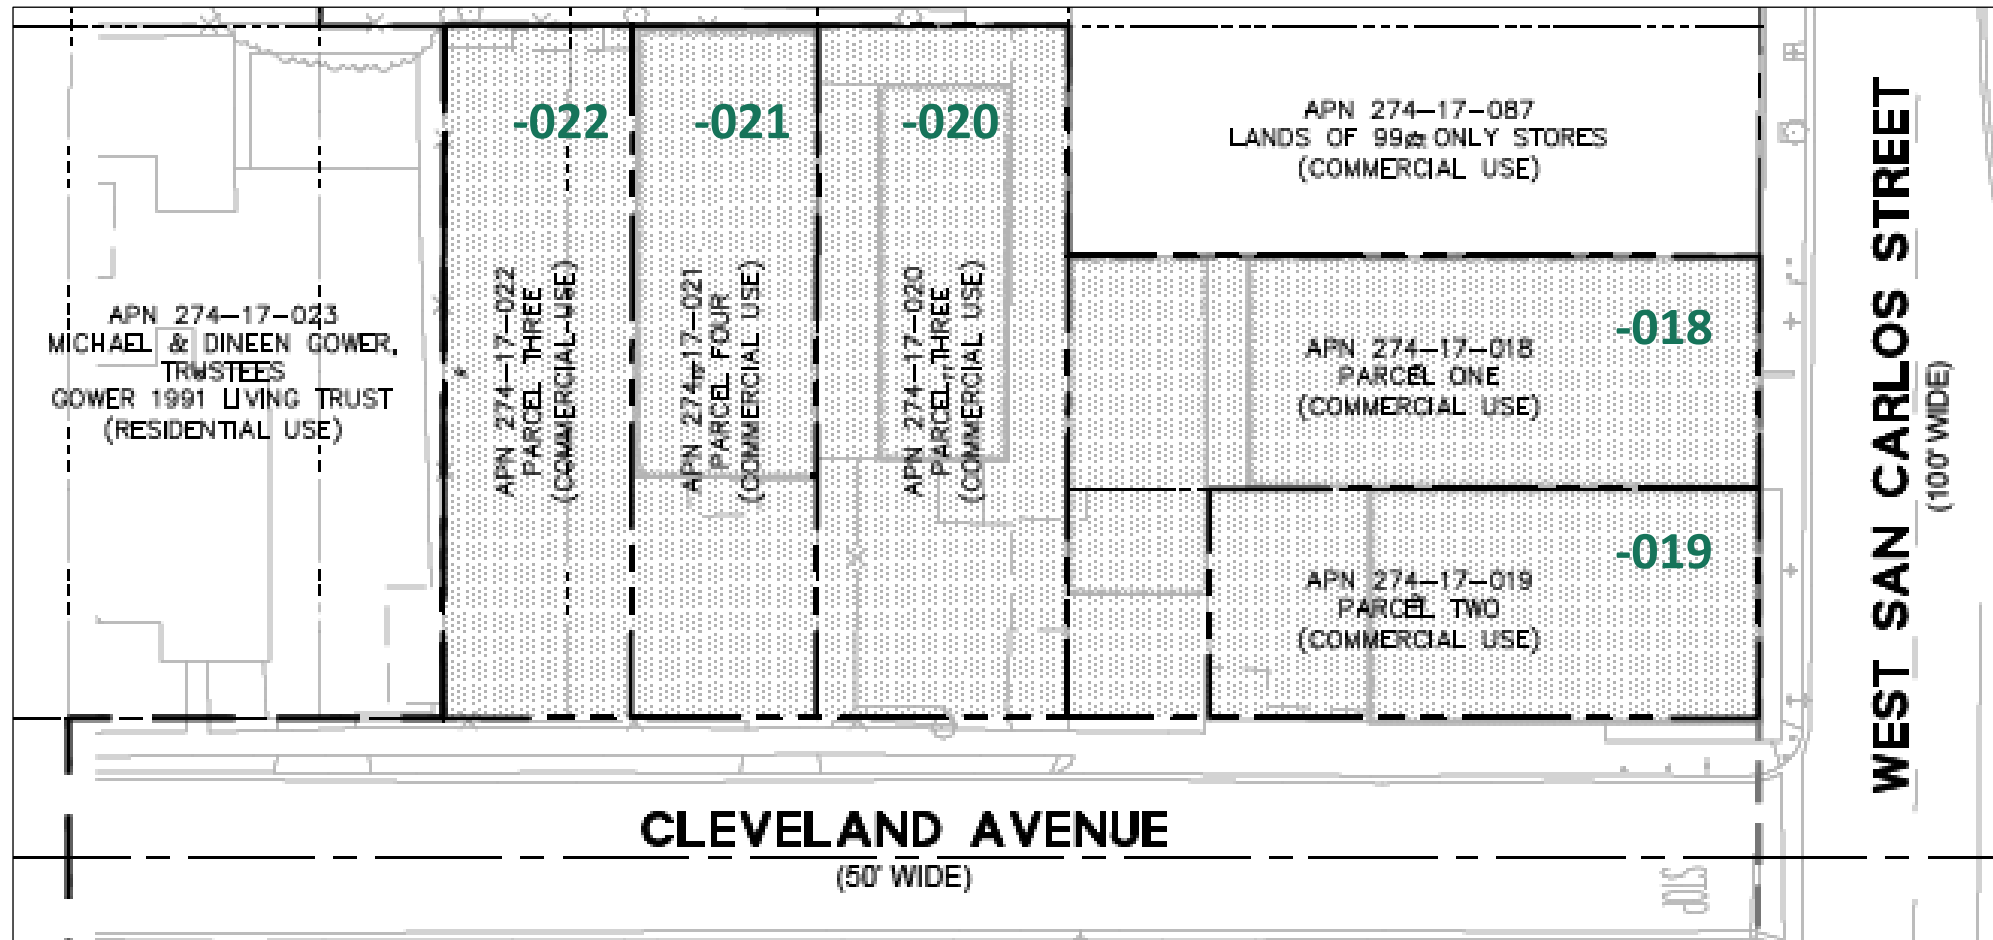 -022
-021
-020
APN 274-17-087
LANDS OF 99¢ ONLY STORES
(COMMERCIAL USE)
APN 274-17-023
MICHAEL & DINEEN GOWER,
TRUSTEES
GOWER 1991 LIVING TRUST
(RESIDENTIAL USE)
APN 274-17-022
PARCEL THREE
(COMMERCIAL USE)
APN 274-17-021
PARCEL FOUR
(COMMERCIAL USE)
APN 274-17-020
PARCEL THREE
(COMMERCIAL USE)
-018
APN 274-17-018
PARCEL ONE
(COMMERCIAL USE)
-019
APN 274-17-019
PARCEL TWO
(COMMERCIAL USE)
WEST SAN CARLOS STREET
(100' WIDE)
CLEVELAND AVENUE
(50' WIDE)